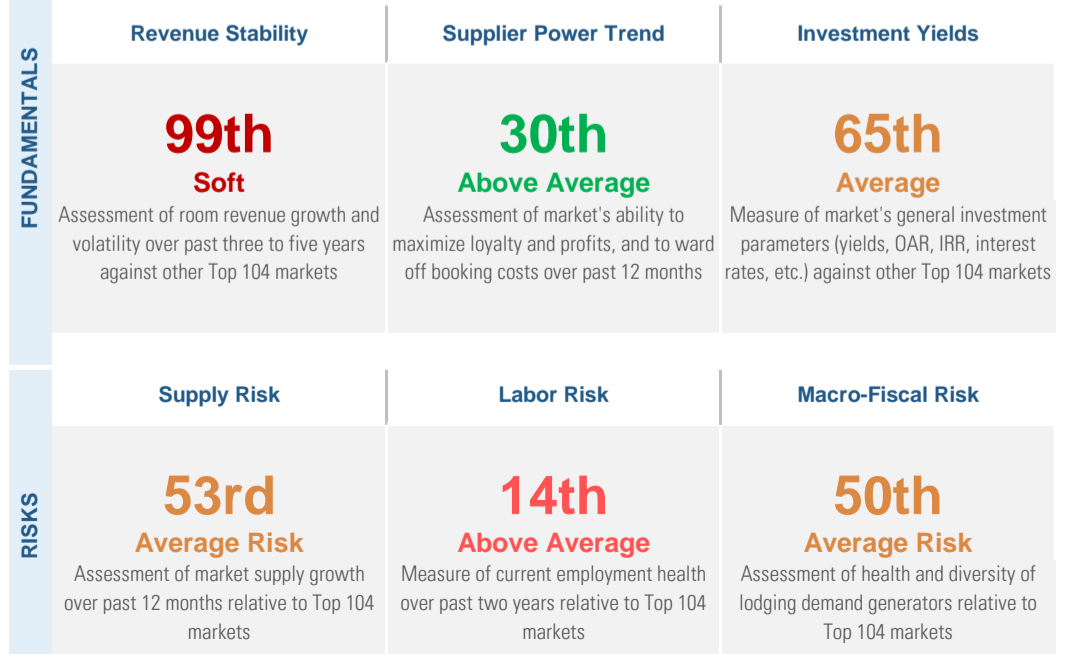 FUNDAMENTALS
Revenue Stability
99th
Soft
Assessment of room revenue growth and
volatility over past three to five years
against other Top 104 markets
Supplier Power Trend
30th
Above Average
Assessment of market's ability to
maximize loyalty and profits, and to ward
off booking costs over past 12 months
Investment Yields
65th
Average
Measure of market's general investment
parameters (yields, OAR, IRR, interest
rates, etc.) against other Top 104 markets
RISKS
Supply Risk
53rd
Average Risk
Assessment of market supply growth
over past 12 months relative to Top 104
markets
Labor Risk
14th
Above Average
Measure of current employment health
over past two years relative to Top 104
markets
Macro-Fiscal Risk
50th
Average Risk
Assessment of health and diversity of
lodging demand generators relative to
Top 104 markets